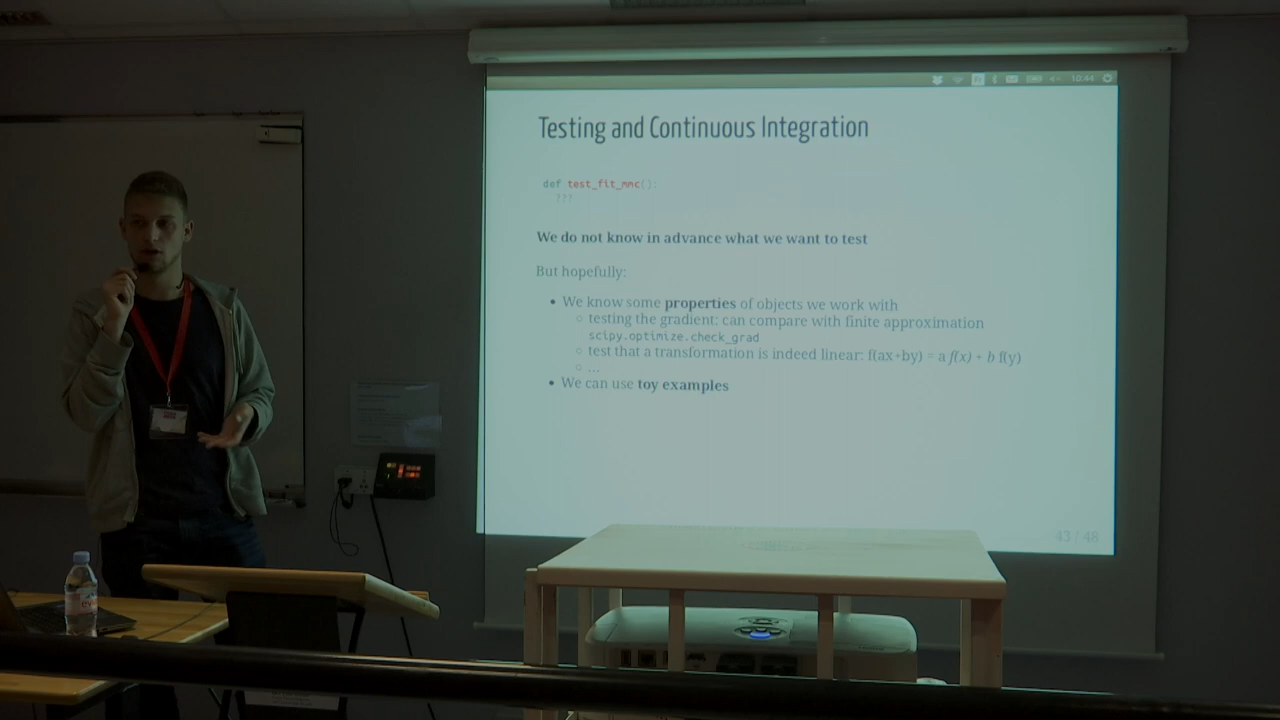 10:44
Testing and Continuous Integration
def test_fit_mmc():
???
We do not know in advance what we want to test
But hopefully:
• We know some properties of objects we work with
○ testing the gradient: can compare with finite approximation
scipy.optimize.check_grad
○ test that a transformation is indeed linear: f(ax+by) = a f(x) + b f(y)
○ ...
• We can use toy examples
43 / 48